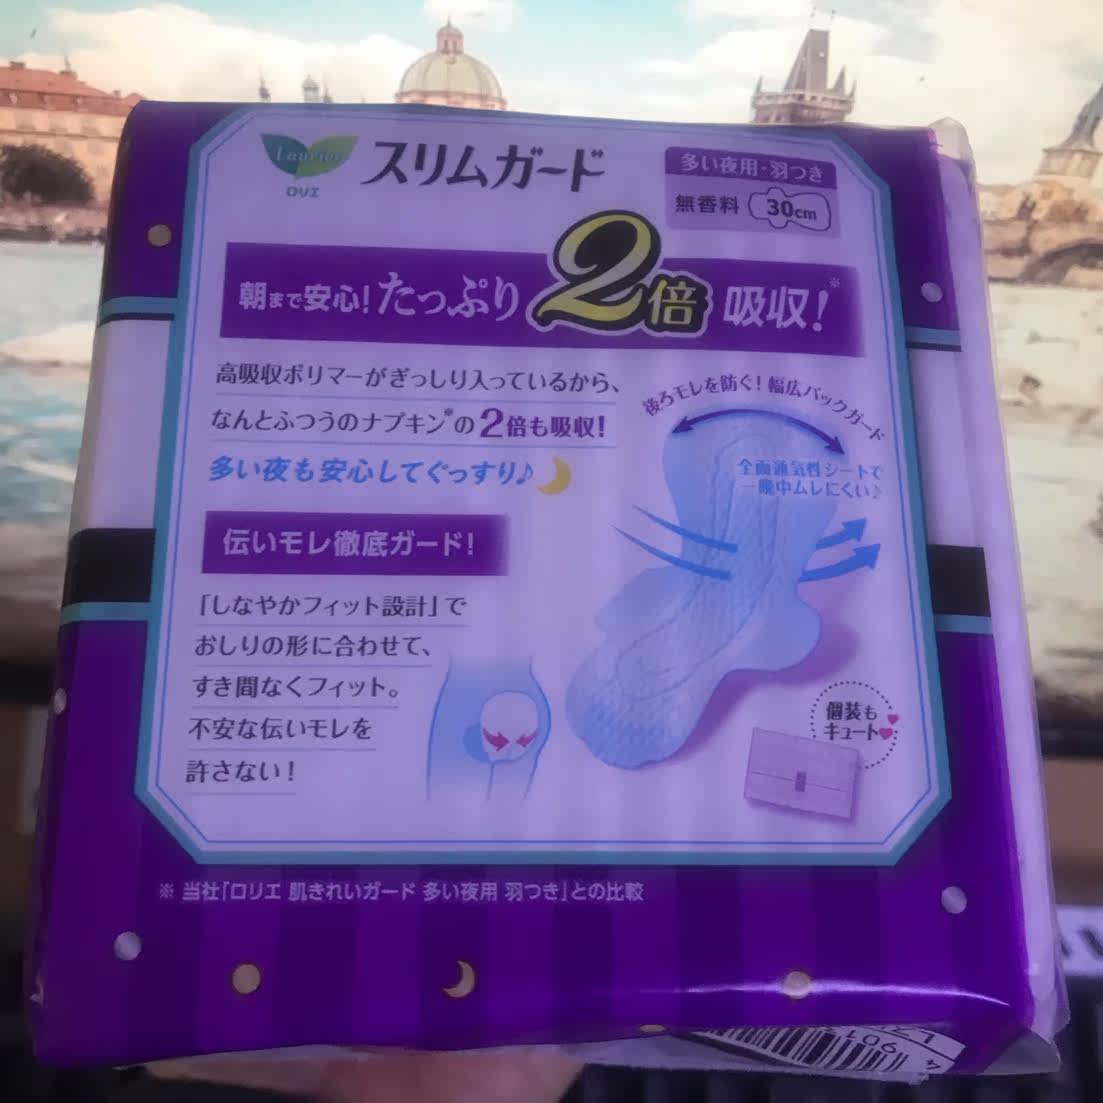 Laurier
ロリエ
スリムガード
多い夜用・羽つき
無香料 30cm
朝まで安心!たっぷり2倍吸収!※
高吸収ポリマーがぎっしり入っているから、
なんとふつうのナプキン※の2倍も吸収!
多い夜も安心してぐっすり♪
後ろモレを防ぐ!幅広バックガード
全面通気性シートで
一晩中ムレにくい♪
伝いモレ徹底ガード!
「しなやかフィット設計」で
おしりの形に合わせて、
すき間なくフィット。
不安な伝いモレを
許さない!
個装も
キュート
※ 当社「ロリエ 肌きれいガード 多い夜用 羽つき」との比較